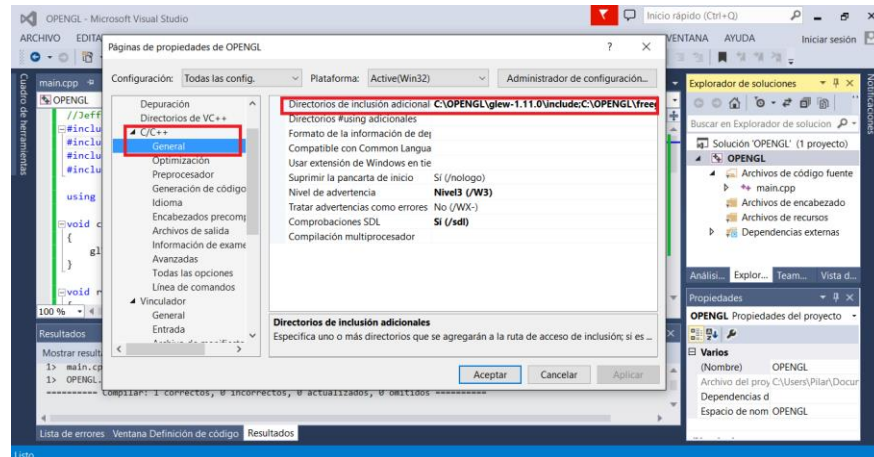 OPENGL - Microsoft Visual Studio
Inicio rápido (Ctrl+Q)
ARCHIVO EDITA
VENTANA AYUDA Iniciar sesión
Páginas de propiedades de OPENGL ? X
Configuración: Todas las config. Plataforma: Active(Win32) Administrador de configuración...
Cuadro de herramientas
main.cpp
OPENGL
//Jeff
#inclu
#inclu
#inclu
#inclu
using
void c
{
gl
}
void r
100 %
Depuración
Directorios de VC++
C/C++
General
Optimización
Preprocesador
Generación de código
Idioma
Encabezados precomp
Archivos de salida
Información de exame
Avanzadas
Todas las opciones
Línea de comandos
Vinculador
General
Entrada
Directorios de inclusión adicional C:\OPENGL\glew-1.11.0\include;C:\OPENGL\freeg
Directorios #using adicionales
Formato de la información de dep
Compatible con Common Langua
Usar extensión de Windows en tie
Suprimir la pancarta de inicio Sí (/nologo)
Nivel de advertencia Nivel3 (/W3)
Tratar advertencias como errores No (/WX-)
Comprobaciones SDL Sí (/sdl)
Compilación multiprocesador
Directorios de inclusión adicionales
Especifica uno o más directorios que se agregarán a la ruta de acceso de inclusión; si es ...
Aceptar Cancelar Aplicar
Explorador de soluciones
Buscar en Explorador de solucion
Solución 'OPENGL' (1 proyecto)
OPENGL
Archivos de código fuente
main.cpp
Archivos de encabezado
Archivos de recursos
Dependencias externas
Análisi... Explor... Team... Vista d...
Notificaciones
Propiedades
OPENGL Propiedades del proyecto
Varios
(Nombre) OPENGL
Archivo del proy C:\Users\Pilar\Docur
Dependencias d
Espacio de nom OPENGL
Resultados
Mostrar result
1> main.cp
1> OPENGL.
========== Compilar: 1 correctos, 0 incorrectos, 0 actualizados, 0 omitidos ==========
Lista de errores Ventana Definición de código Resultados
Listo